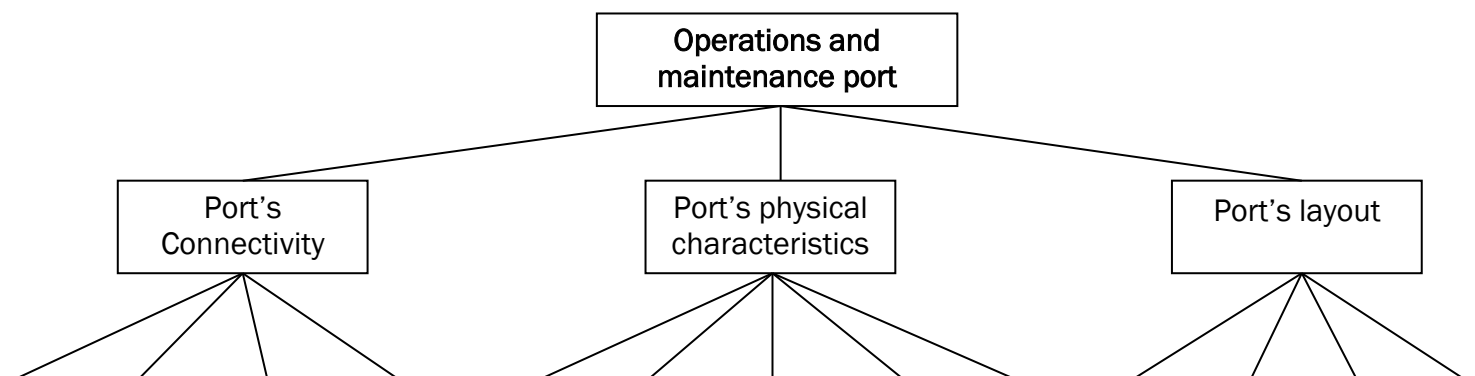 Operations and
maintenance port
Port’s
Connectivity
Port’s physical
characteristics
Port’s layout